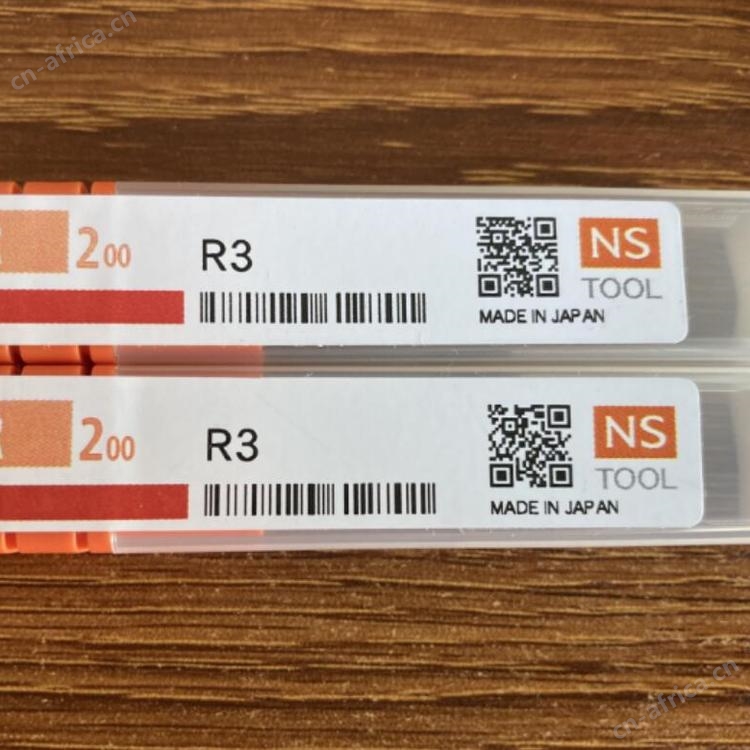 cn-africa.cn
200 R3
NS
TOOL
MADE IN JAPAN
200 R3
NS
TOOL
MADE IN JAPAN
cn-africa.cn